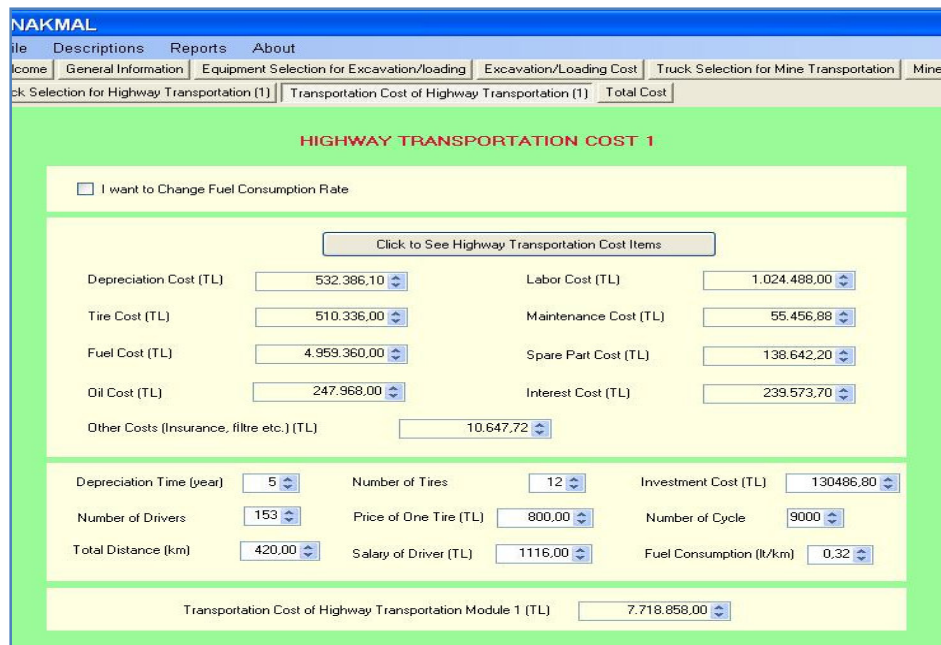 NAKMAL
ile Descriptions Reports About
lcome General Information Equipment Selection for Excavation/loading Excavation/Loading Cost Truck Selection for Mine Transportation Mine
ck Selection for Highway Transportation (1) Transportation Cost of Highway Transportation (1) Total Cost
HIGHWAY TRANSPORTATION COST 1
I want to Change Fuel Consumption Rate
Click to See Highway Transportation Cost Items
Depreciation Cost (TL) 532.386,10 Labor Cost (TL) 1.024.488,00
Tire Cost (TL) 510.336,00 Maintenance Cost (TL) 55.456,88
Fuel Cost (TL) 4.959.360,00 Spare Part Cost (TL) 138.642,20
Oil Cost (TL) 247.968,00 Interest Cost (TL) 239.573,70
Other Costs (Insurance, filtre etc.) (TL) 10.647,72
Depreciation Time (year) 5 Number of Tires 12 Investment Cost (TL) 130486,80
Number of Drivers 153 Price of One Tire (TL) 800,00 Number of Cycle 9000
Total Distance (km) 420,00 Salary of Driver (TL) 1116,00 Fuel Consumption (lt/km) 0,32
Transportation Cost of Highway Transportation Module 1 (TL) 7.718.858,00